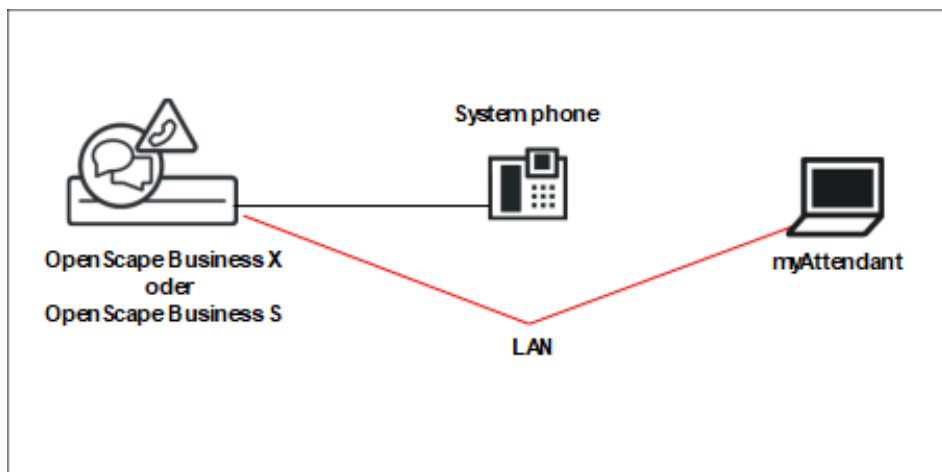 System phone
OpenScape Business X
oder
OpenScape Business S
myAttendant
LAN